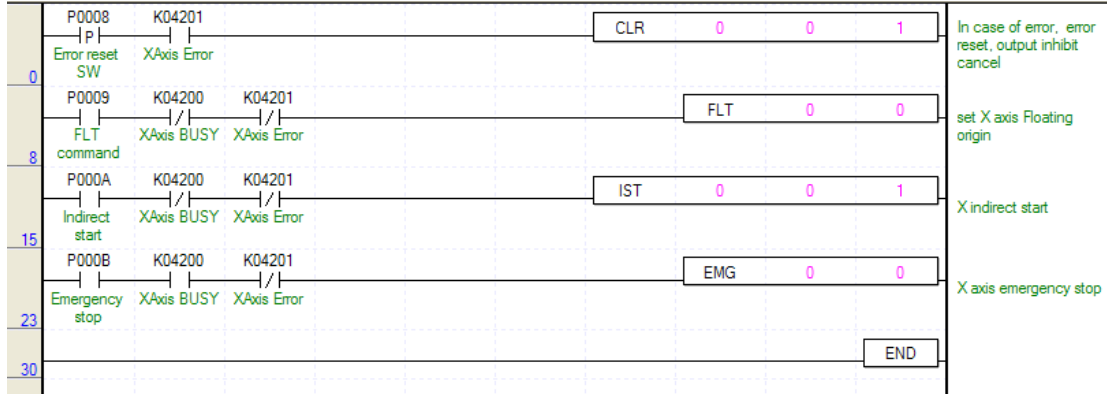 P0008 K04201
P CLR 0 0 1
Error reset SW XAxis Error
In case of error, error
reset, output inhibit
cancel
0
P0009 K04200 K04201
FLT 0 0
FLT command XAxis BUSY XAxis Error
set X axis Floating
origin
8
P000A K04200 K04201
IST 0 0 1
Indirect start XAxis BUSY XAxis Error
X indirect start
15
P000B K04200 K04201
EMG 0 0
Emergency stop XAxis BUSY XAxis Error
X axis emergency stop
23
END
30